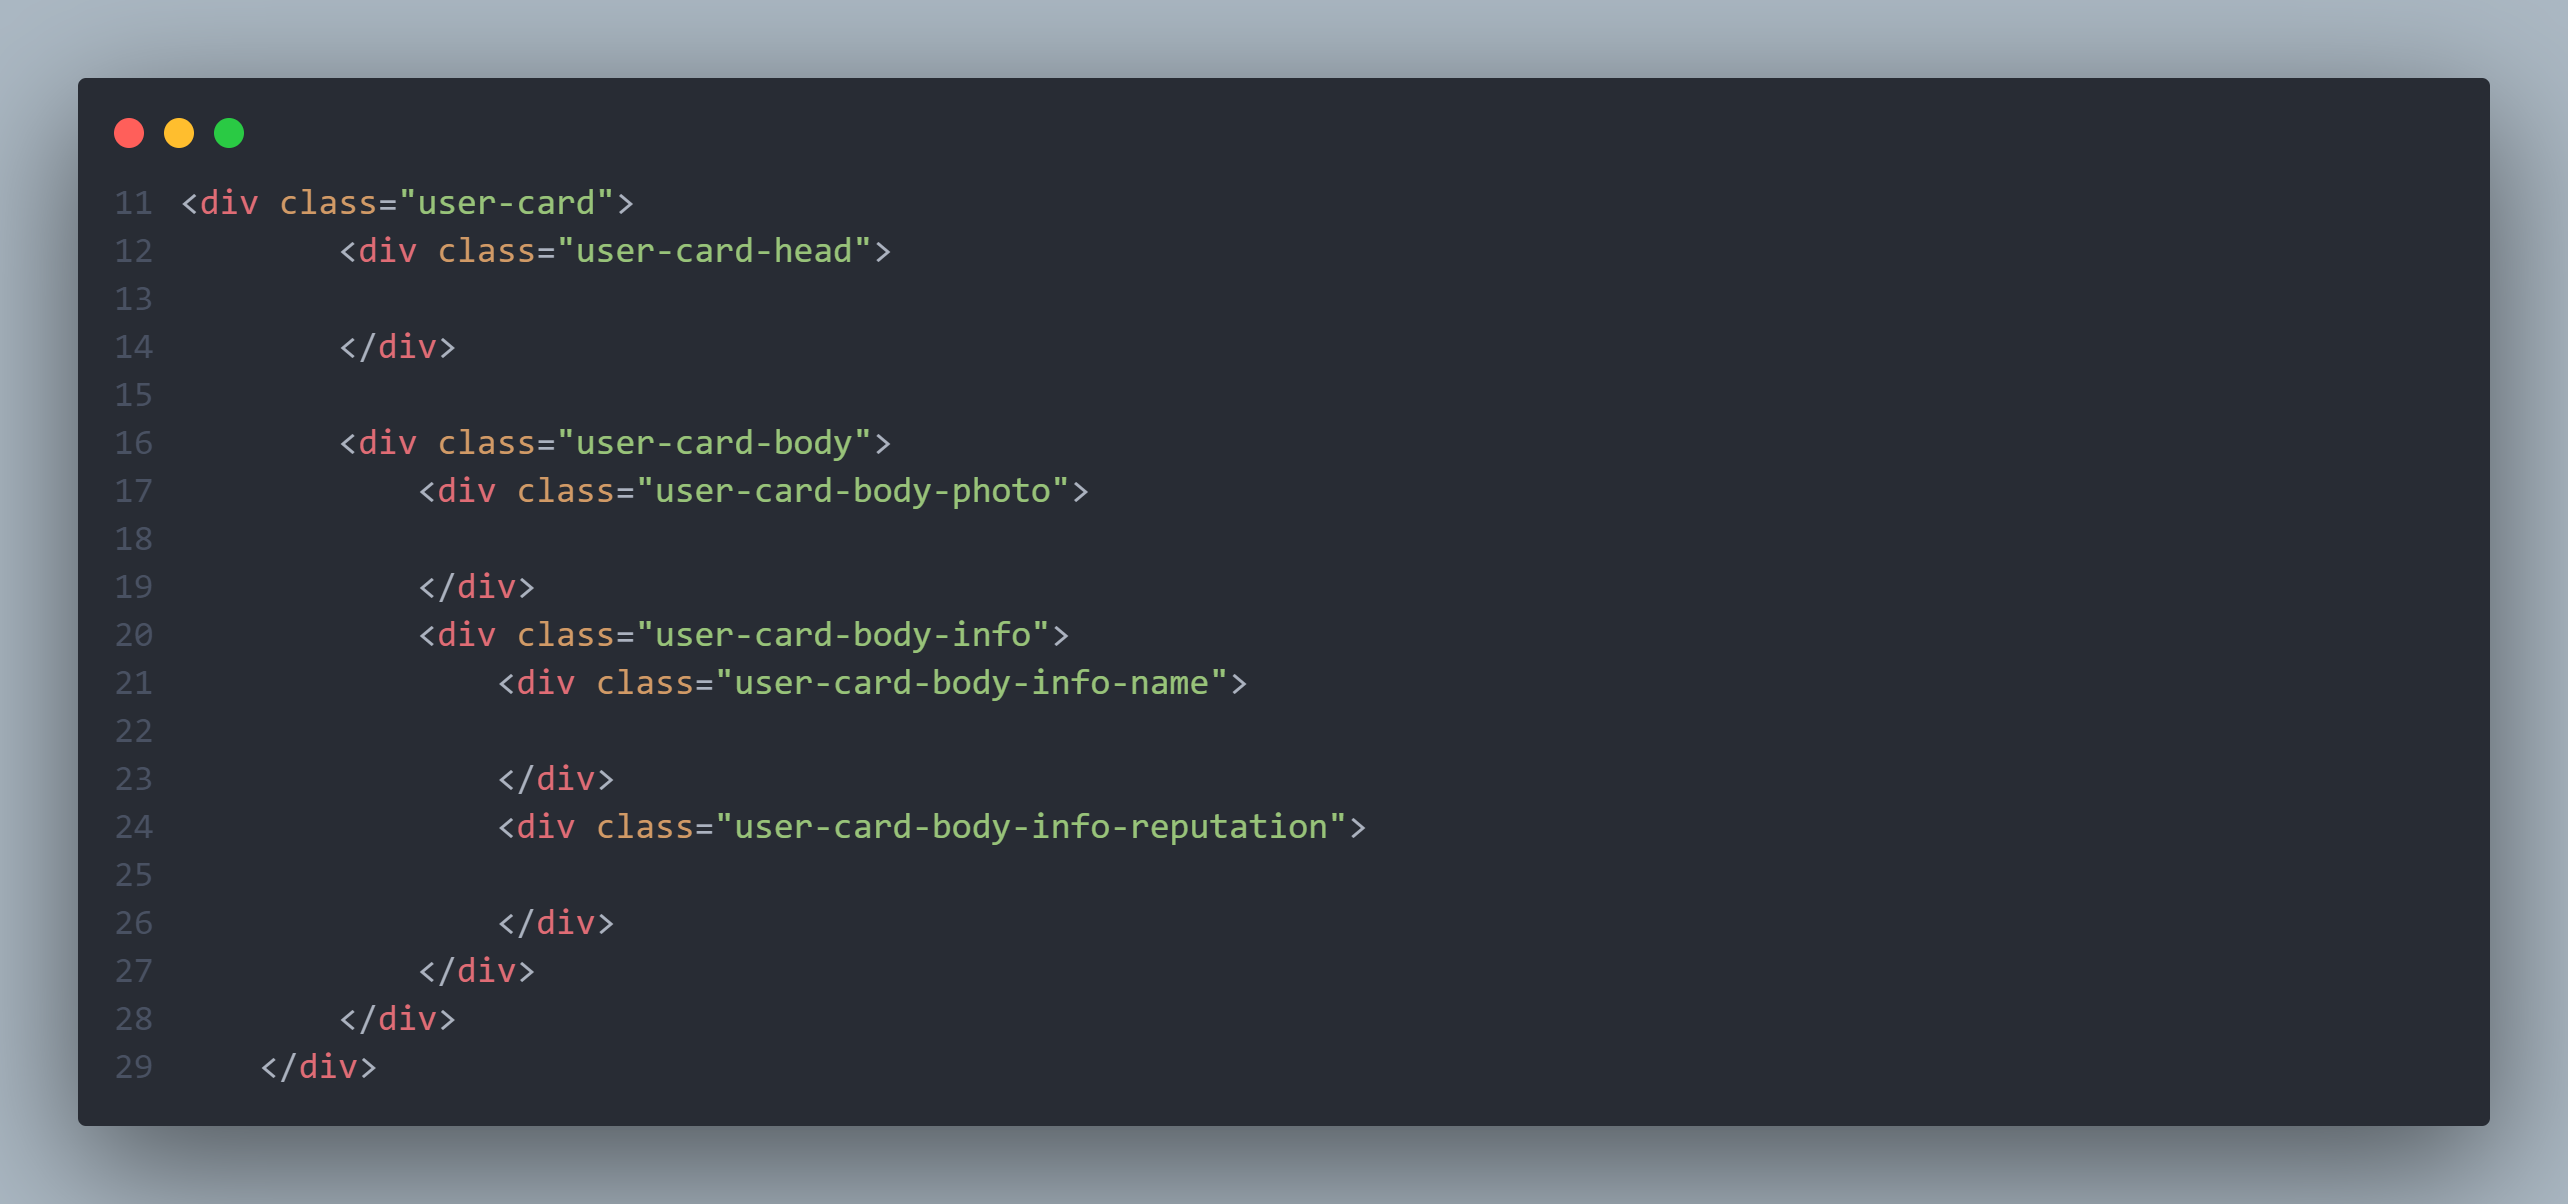 11 <div class="user-card">
12         <div class="user-card-head">
13
14         </div>
15
16         <div class="user-card-body">
17             <div class="user-card-body-photo">
18
19             </div>
20             <div class="user-card-body-info">
21                 <div class="user-card-body-info-name">
22
23                 </div>
24                 <div class="user-card-body-info-reputation">
25
26                 </div>
27             </div>
28         </div>
29     </div>